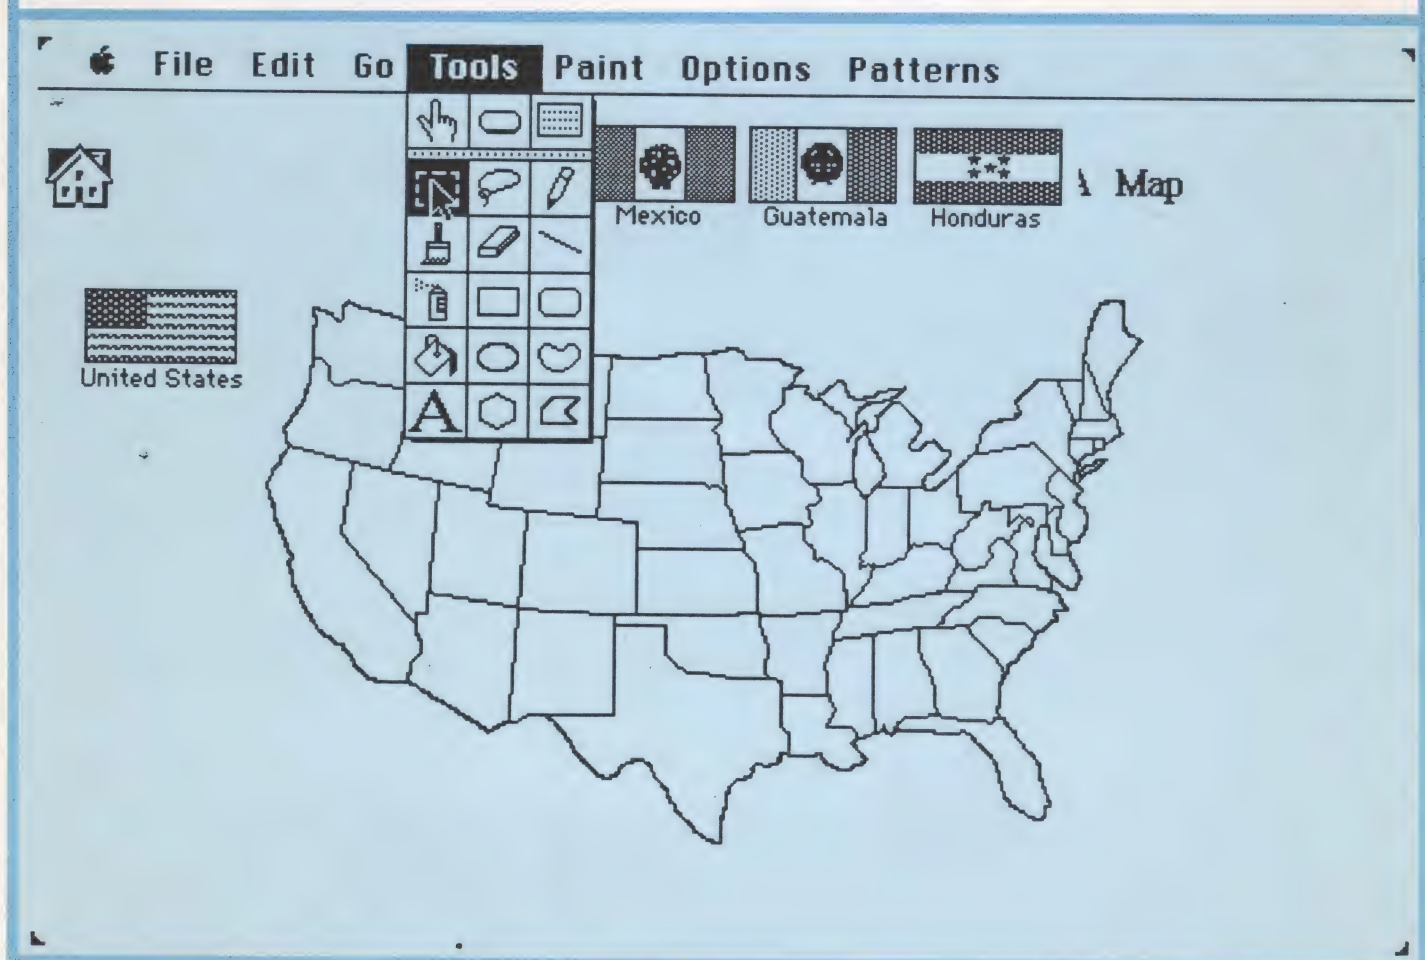 File Edit Go Tools Paint Options Patterns
Map
Mexico Guatemala Honduras
United States
A